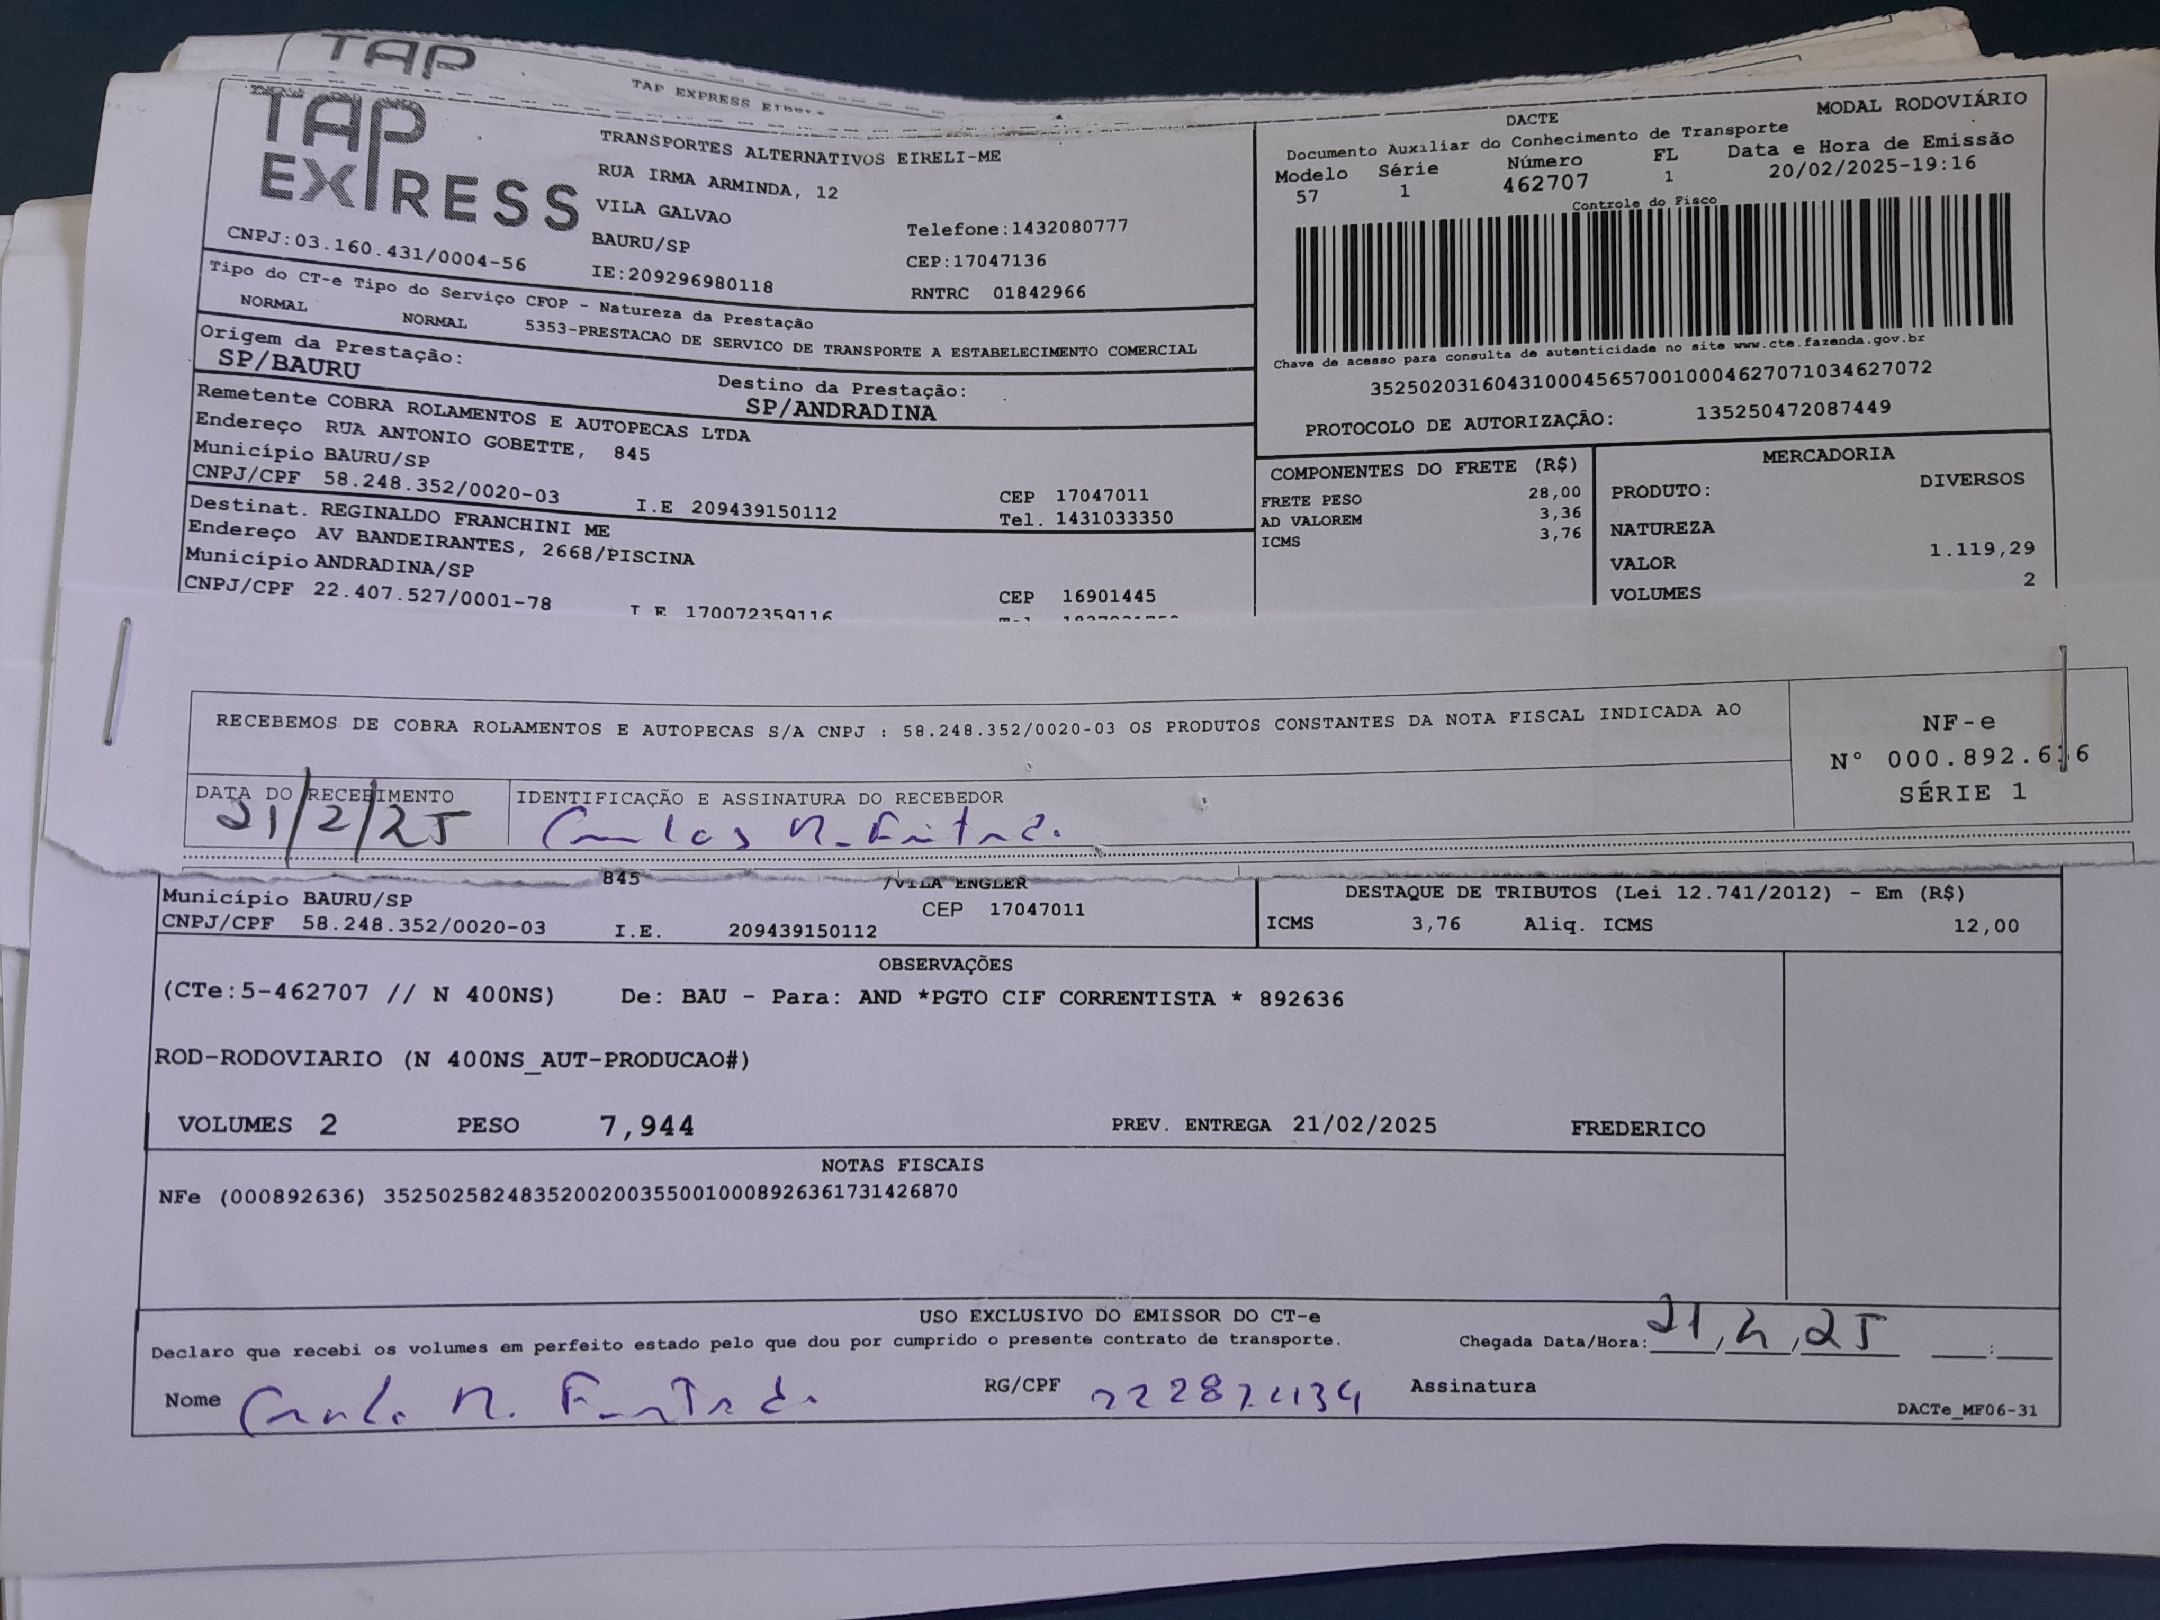 TAP
TAP EXPRESS
TAP
EXPRESS
TRANSPORTES ALTERNATIVOS EIRELI-ME
RUA IRMA ARMINDA, 12
VILA GALVAO
BAURU/SP
Telefone:1432080777
CEP:17047136
CNPJ:03.160.431/0004-56
IE:209296980118
RNTRC 01842966
Tipo do CT-e Tipo do Serviço CFOP - Natureza da Prestação
NORMAL NORMAL 5353-PRESTACAO DE SERVICO DE TRANSPORTE A ESTABELECIMENTO COMERCIAL
Origem da Prestação:
SP/BAURU
Destino da Prestação:
SP/ANDRADINA
Remetente COBRA ROLAMENTOS E AUTOPECAS LTDA
Endereço RUA ANTONIO GOBETTE, 845
Município BAURU/SP
CEP 17047011
CNPJ/CPF 58.248.352/0020-03 I.E 209439150112 Tel. 1431033350
Destinat. REGINALDO FRANCHINI ME
Endereço AV BANDEIRANTES, 2668/PISCINA
Município ANDRADINA/SP
CEP 16901445
CNPJ/CPF 22.407.527/0001-78 I E 170072359116
DACTE
MODAL RODOVIÁRIO
Documento Auxiliar do Conhecimento de Transporte
Modelo Série Número FL Data e Hora de Emissão
57 1 462707 1 20/02/2025-19:16
Controle do Fisco
Chave de acesso para consulta de autenticidade no site www.cte.fazenda.gov.br
35250203160431000456570010004627071034627072
PROTOCOLO DE AUTORIZAÇÃO: 135250472087449
COMPONENTES DO FRETE (R$)
FRETE PESO 28,00
AD VALOREM 3,36
ICMS 3,76
MERCADORIA
PRODUTO: DIVERSOS
NATUREZA
VALOR 1.119,29
VOLUMES 2
RECEBEMOS DE COBRA ROLAMENTOS E AUTOPECAS S/A CNPJ : 58.248.352/0020-03 OS PRODUTOS CONSTANTES DA NOTA FISCAL INDICADA AO
NF-e
Nº 000.892.636
SÉRIE 1
DATA DO RECEBIMENTO
21/2/25
IDENTIFICAÇÃO E ASSINATURA DO RECEBEDOR
Carlos
845 /VILA ENGLER
Município BAURU/SP CEP 17047011
CNPJ/CPF 58.248.352/0020-03 I.E. 209439150112
DESTAQUE DE TRIBUTOS (Lei 12.741/2012) - Em (R$)
ICMS 3,76 Aliq. ICMS 12,00
OBSERVAÇÕES
(CTe:5-462707 // N 400NS) De: BAU - Para: AND *PGTO CIF CORRENTISTA * 892636
ROD-RODOVIARIO (N 400NS_AUT-PRODUCAO#)
VOLUMES 2 PESO 7,944 PREV. ENTREGA 21/02/2025 FREDERICO
NOTAS FISCAIS
NFe (000892636) 35250258248352002003550010008926361731426870
USO EXCLUSIVO DO EMISSOR DO CT-e
Declaro que recebi os volumes em perfeito estado pelo que dou por cumprido o presente contrato de transporte.
Chegada Data/Hora: 21,2,25 :
Nome
RG/CPF
Assinatura
DACTe_MF06-31